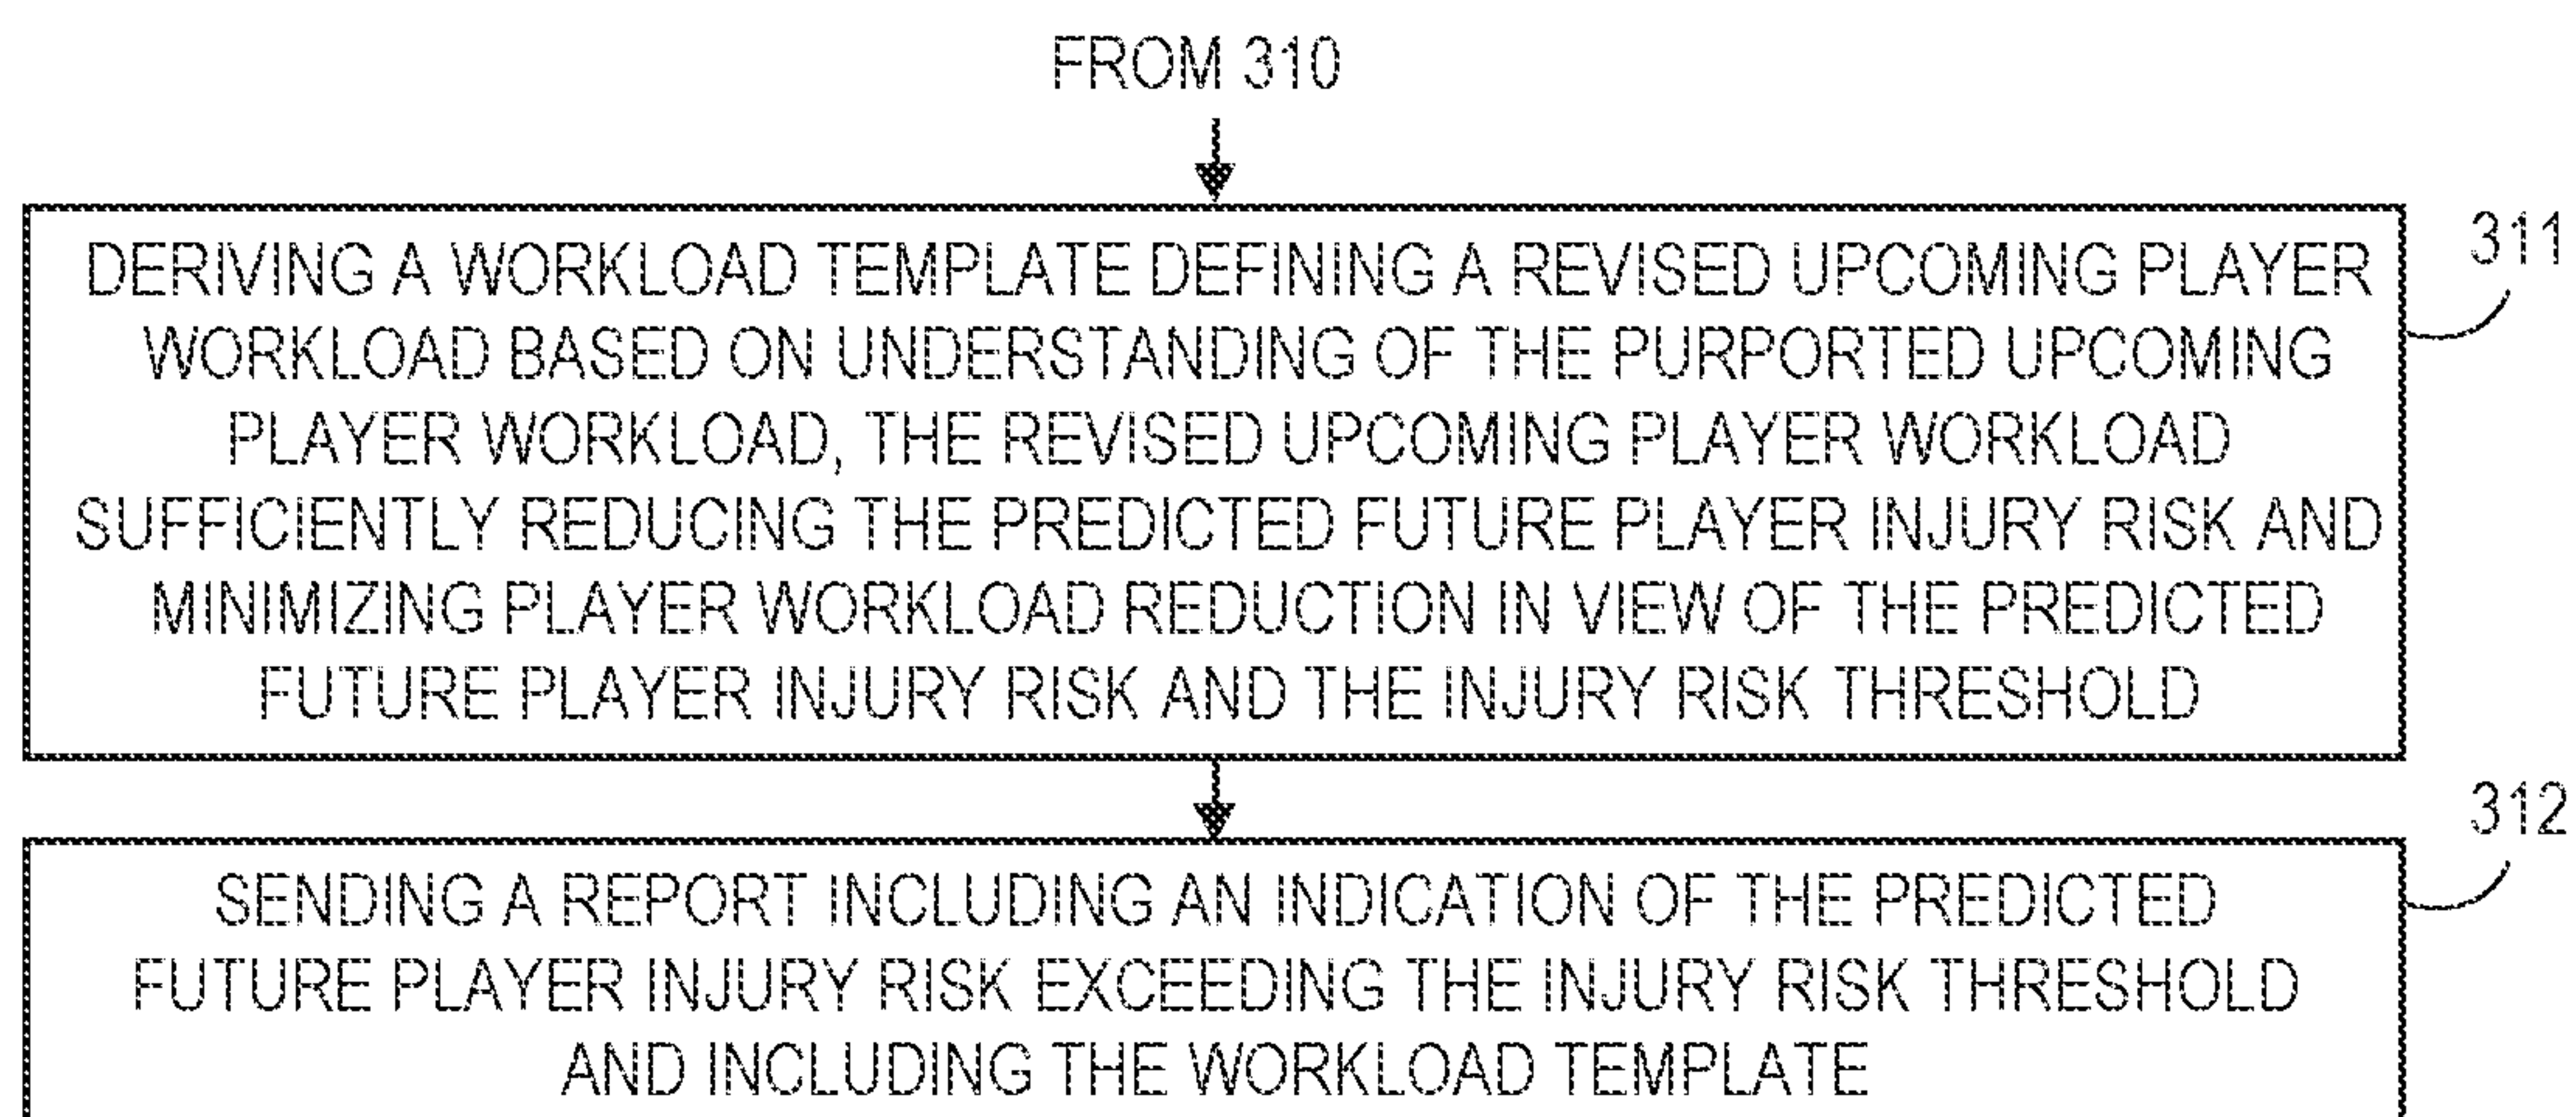 FROM 310
311
DERIVING A WORKLOAD TEMPLATE DEFINING A REVISED UPCOMING PLAYER
WORKLOAD BASED ON UNDERSTANDING OF THE PURPORTED UPCOMING
PLAYER WORKLOAD, THE REVISED UPCOMING PLAYER WORKLOAD
SUFFICIENTLY REDUCING THE PREDICTED FUTURE PLAYER INJURY RISK AND
MINIMIZING PLAYER WORKLOAD REDUCTION IN VIEW OF THE PREDICTED
FUTURE PLAYER INJURY RISK AND THE INJURY RISK THRESHOLD
312
SENDING A REPORT INCLUDING AN INDICATION OF THE PREDICTED
FUTURE PLAYER INJURY RISK EXCEEDING THE INJURY RISK THRESHOLD
AND INCLUDING THE WORKLOAD TEMPLATE